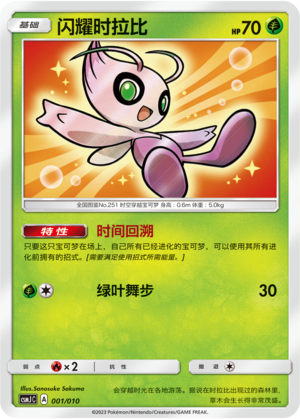 基础 闪耀时拉比 HP70
全国图鉴No.251 时空穿越宝可梦 身高：0.6m 体重：5.0kg
特性 时间回溯
只要这只宝可梦在场上，自己所有已经进化的宝可梦，可以使用其所有进
化前拥有的招式。[需要满足使用招式所需能量。]
绿叶舞步 30
弱点 ×2 抗性 撤退
Illus.Sanosuke Sakuma
CSMJC A 001/010
会穿越时光在各地游荡。据说在时拉比出现过的森林里，
草木会生长得非常茂盛。
©2023 Pokémon/Nintendo/Creatures/GAME FREAK.